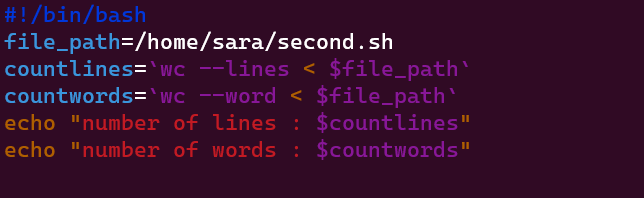 #!/bin/bash
file_path=/home/sara/second.sh
countlines=`wc --lines < $file_path`
countwords=`wc --word < $file_path`
echo "number of lines : $countlines"
echo "number of words : $countwords"